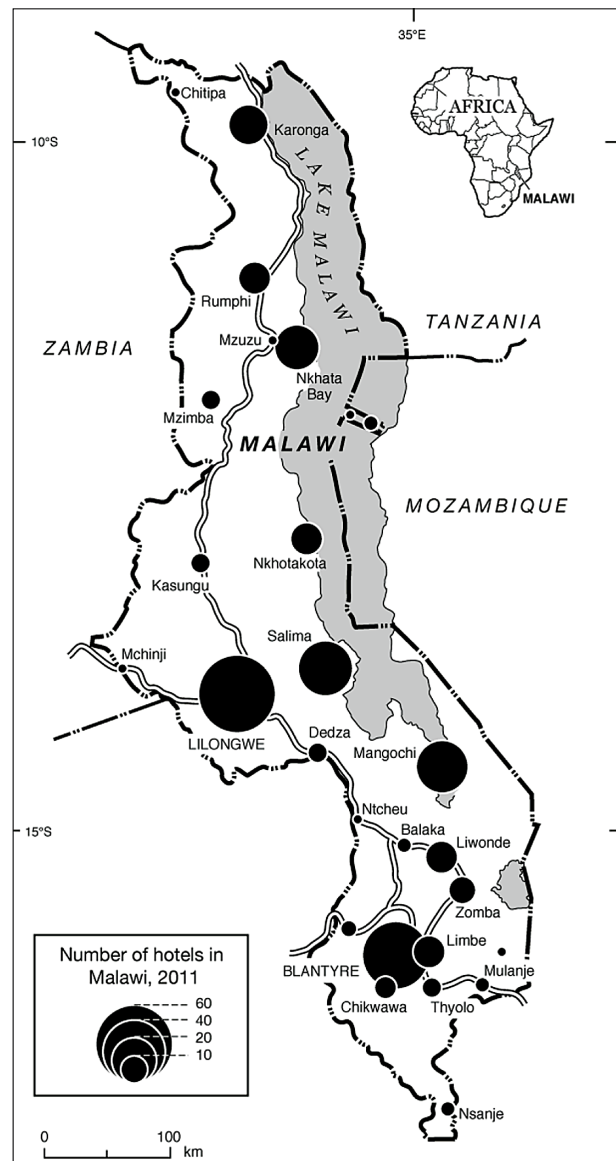 35°E
Chitipa
AFRICA
Karonga
10°S
MALAWI
LAKE MALAWI
Rumphi
TANZANIA
Mzuzu
ZAMBIA
Nkhata
Bay
Mzimba
MALAWI
MOZAMBIQUE
Nkhotakota
Kasungu
Salima
Mchinji
LILONGWE
Dedza
Mangochi
Ntcheu
15°S
Balaka
Liwonde
Zomba
Limbe
BLANTYRE
Mulanje
Chikwawa
Thyolo
Number of hotels in
Malawi, 2011
60
40
20
10
Nsanje
0
100
km